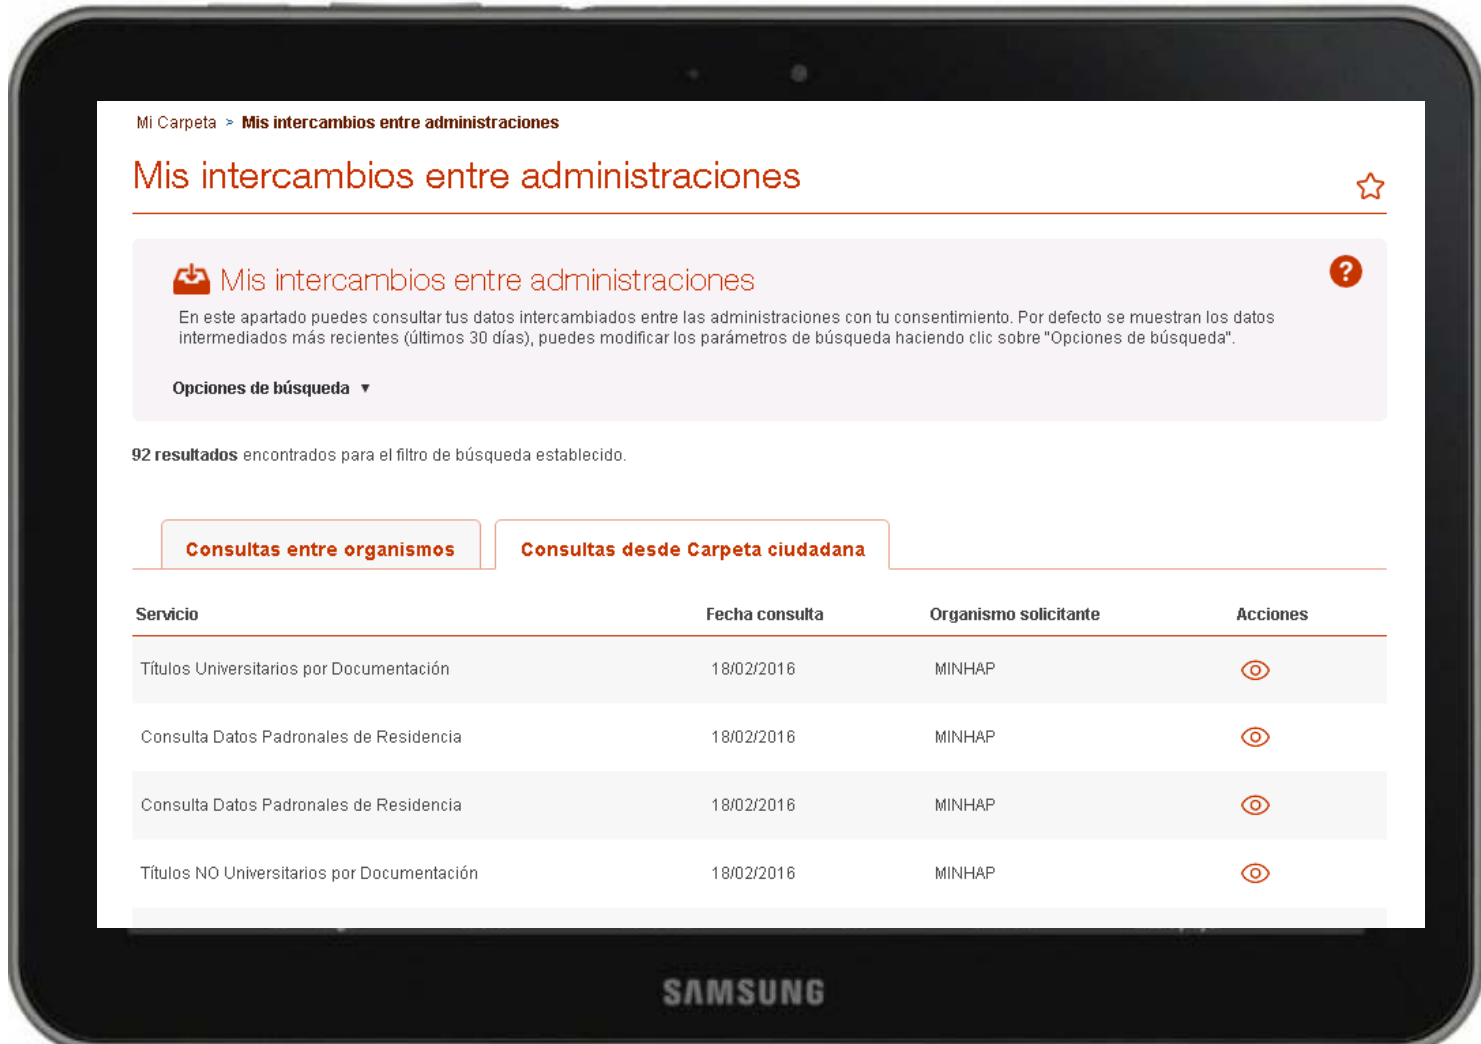 Mi Carpeta > Mis intercambios entre administraciones
Mis intercambios entre administraciones
Mis intercambios entre administraciones
En este apartado puedes consultar tus datos intercambiados entre las administraciones con tu consentimiento. Por defecto se muestran los datos
intermediados más recientes (últimos 30 días), puedes modificar los parámetros de búsqueda haciendo clic sobre "Opciones de búsqueda".
Opciones de búsqueda ▼
92 resultados encontrados para el filtro de búsqueda establecido.
Consultas entre organismos Consultas desde Carpeta ciudadana
Servicio Fecha consulta Organismo solicitante Acciones
Títulos Universitarios por Documentación 18/02/2016 MINHAP
Consulta Datos Padronales de Residencia 18/02/2016 MINHAP
Consulta Datos Padronales de Residencia 18/02/2016 MINHAP
Títulos NO Universitarios por Documentación 18/02/2016 MINHAP
SAMSUNG